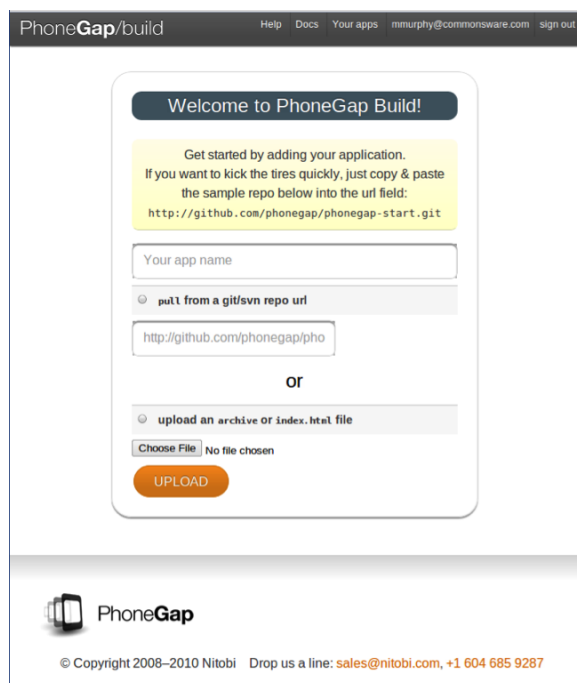 PhoneGap/build
Help Docs Your apps mmurphy@commonsware.com sign out
Welcome to PhoneGap Build!
Get started by adding your application.
If you want to kick the tires quickly, just copy & paste
the sample repo below into the url field:
http://github.com/phonegap/phonegap-start.git
Your app name
pull from a git/svn repo url
http://github.com/phonegap/pho
or
upload an archive or index.html file
Choose File No file chosen
UPLOAD
PhoneGap
© Copyright 2008–2010 Nitobi Drop us a line: sales@nitobi.com, +1 604 685 9287